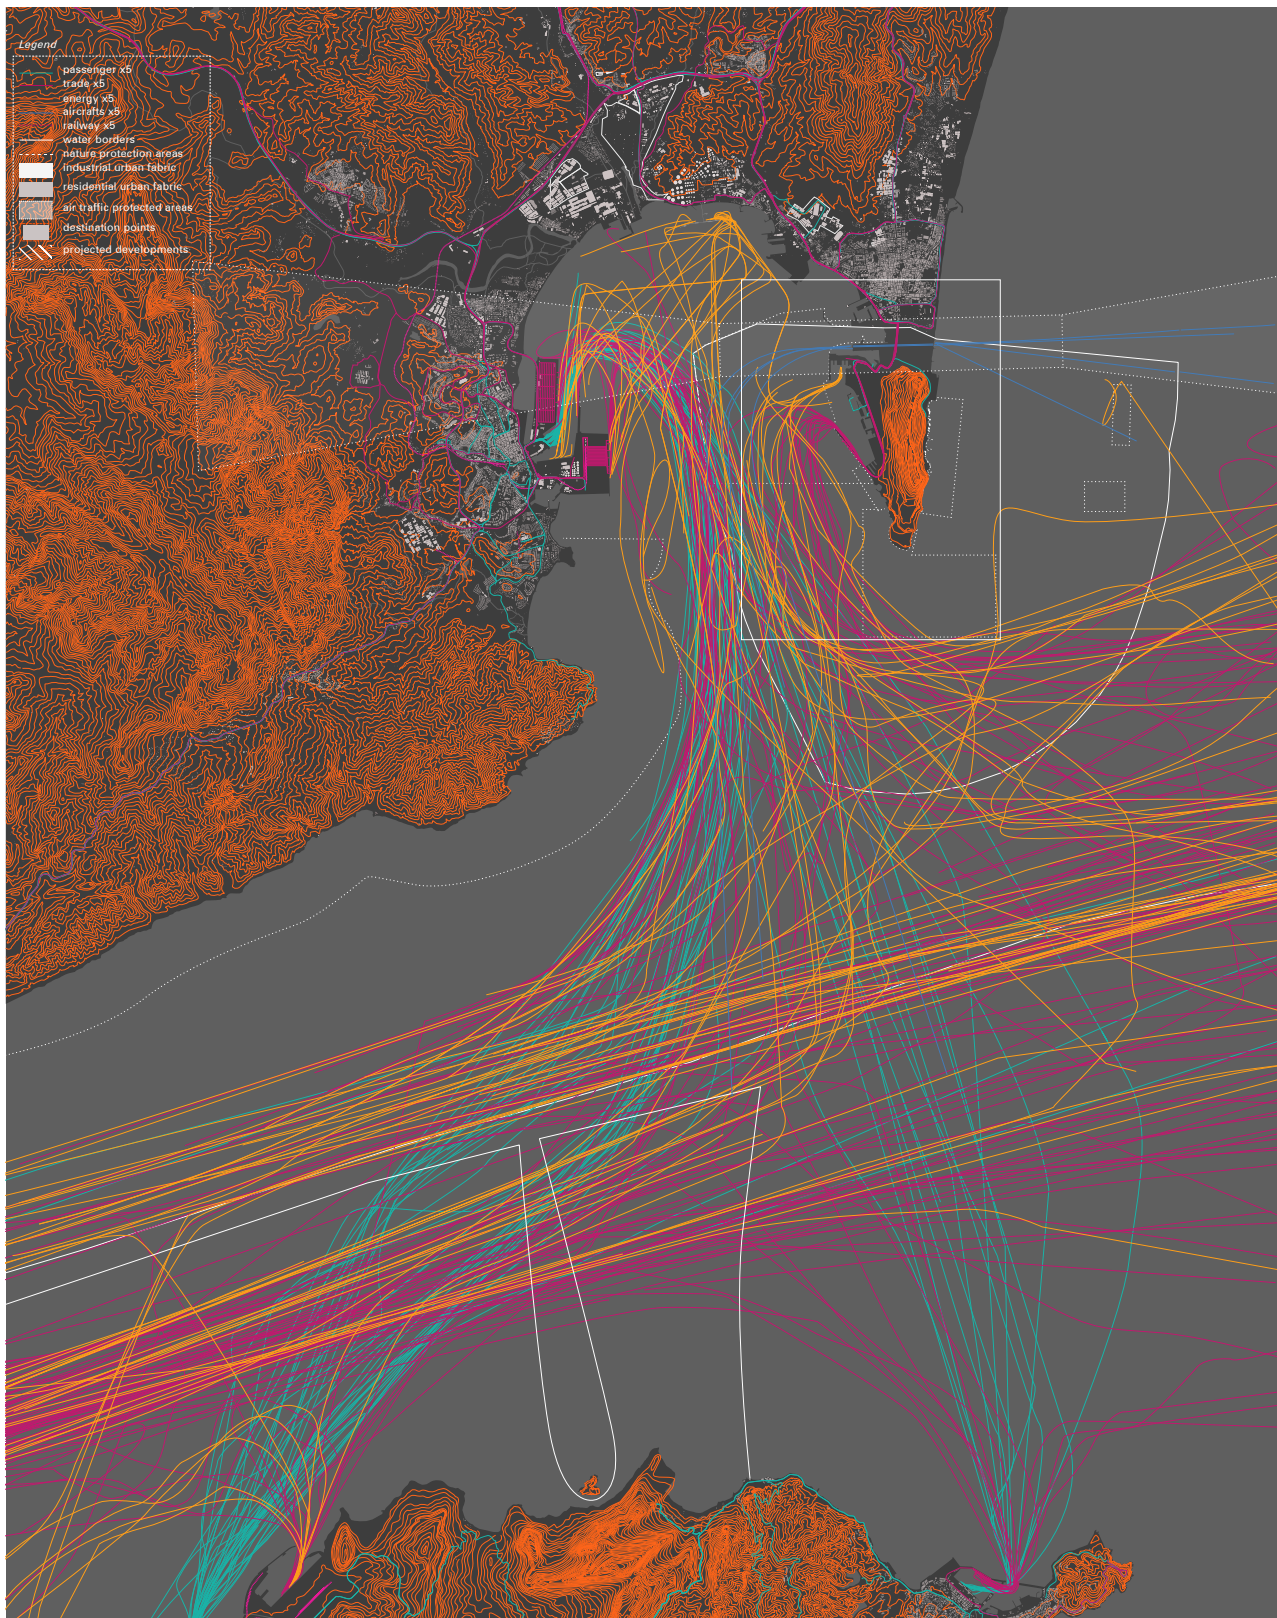 Legend
passenger x5
trade x5
energy x5
aircrafts x5
railway x5
water borders
nature protection areas
industrial urban fabric
residential urban fabric
air traffic protected areas
destination points
projected developments